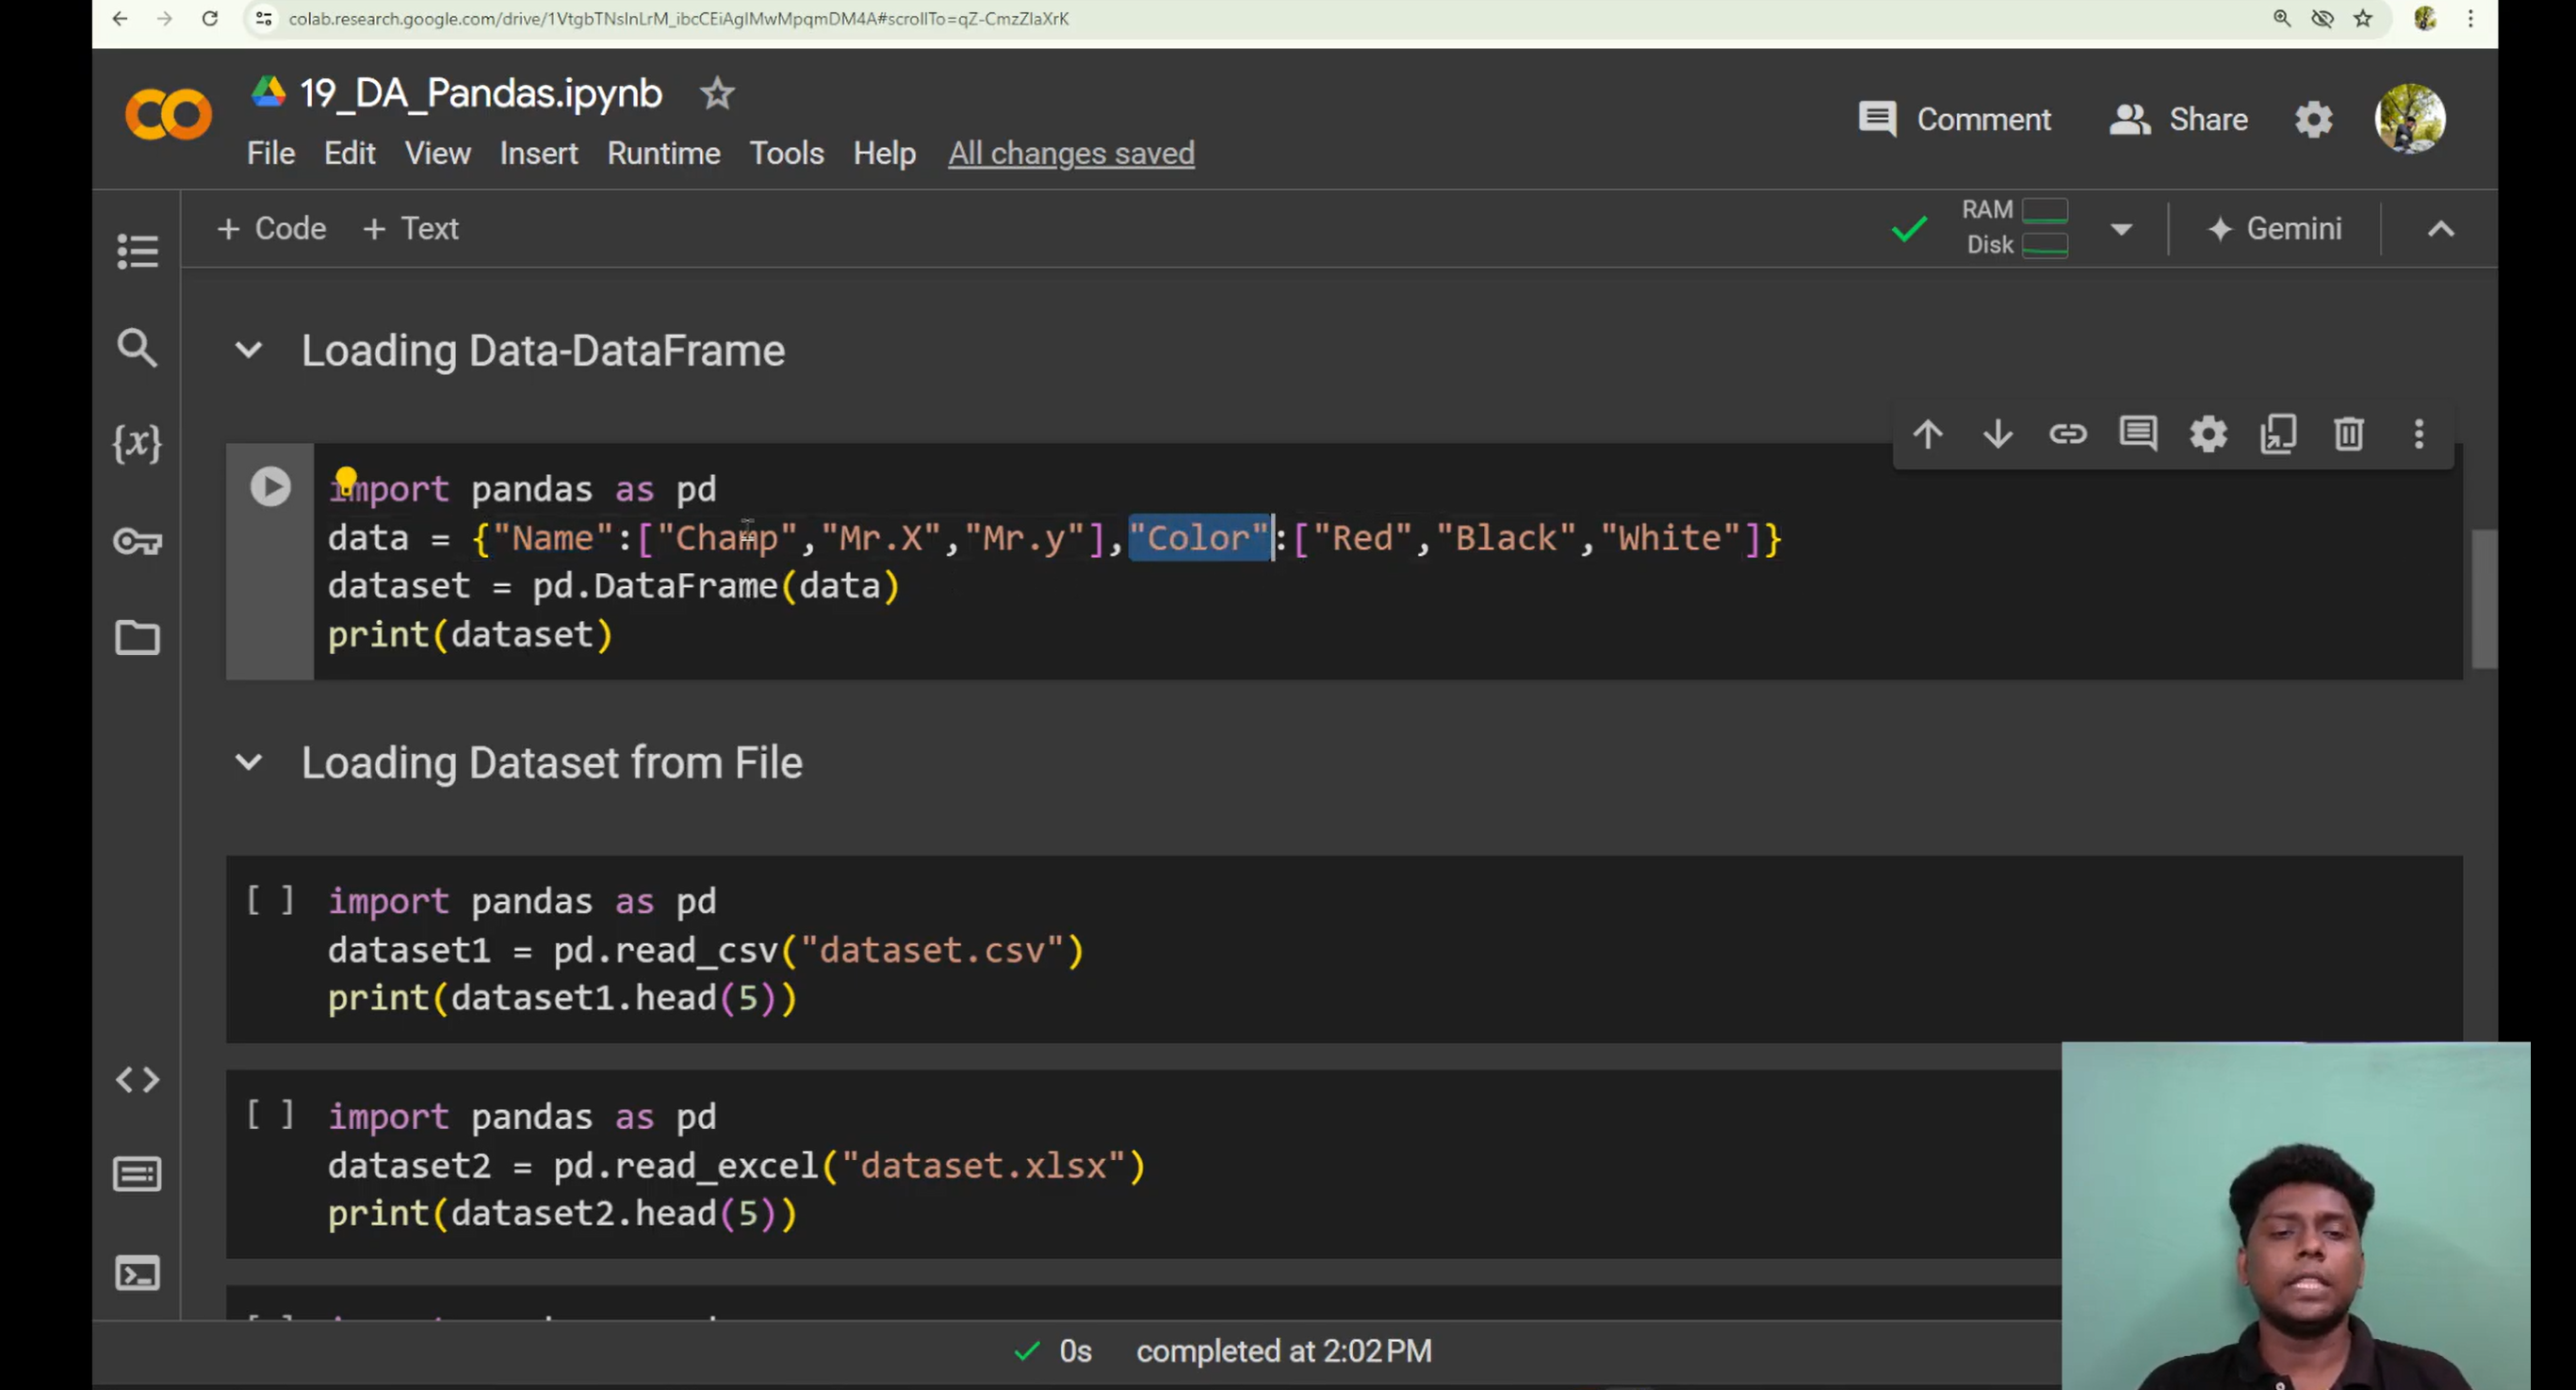 colab.research.google.com/drive/1VtgbTNsInLrM_ibcCEiAgIMwMpqmDM4A#scrollTo=qZ-CmzZlaXrK
19_DA_Pandas.ipynb
Comment Share
File Edit View Insert Runtime Tools Help All changes saved
+ Code + Text
RAM
Disk
Gemini
Loading Data-DataFrame
import pandas as pd
data = {"Name":["Champ","Mr.X","Mr.y"],"Color":["Red","Black","White"]}
dataset = pd.DataFrame(data)
print(dataset)
Loading Dataset from File
[ ] import pandas as pd
dataset1 = pd.read_csv("dataset.csv")
print(dataset1.head(5))
[ ] import pandas as pd
dataset2 = pd.read_excel("dataset.xlsx")
print(dataset2.head(5))
0s completed at 2:02 PM